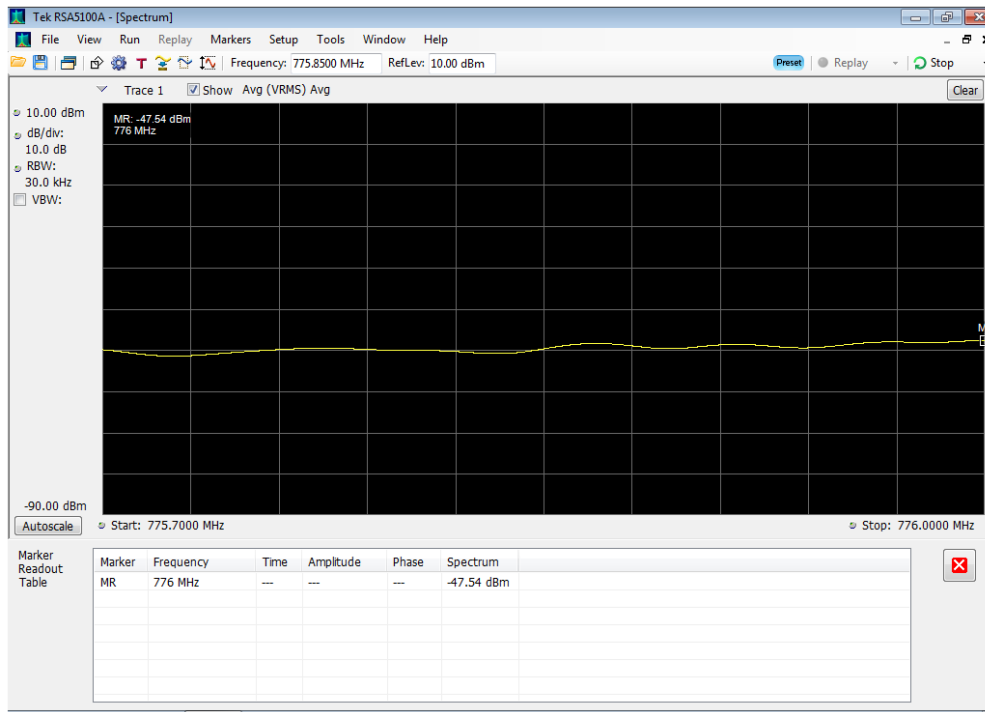 Tek RSA5100A - [Spectrum]
File View Run Replay Markers Setup Tools Window Help
T Frequency: 775.8500 MHz RefLev: 10.00 dBm Preset Replay Stop
Trace 1 Show Avg (VRMS) Avg Clear
10.00 dBm
dB/div:
10.0 dB
RBW:
30.0 kHz
VBW:
MR: -47.54 dBm
776 MHz
M
-90.00 dBm
Autoscale Start: 775.7000 MHz Stop: 776.0000 MHz
Marker
Readout
Table
Marker Frequency Time Amplitude Phase Spectrum
MR 776 MHz --- --- --- -47.54 dBm